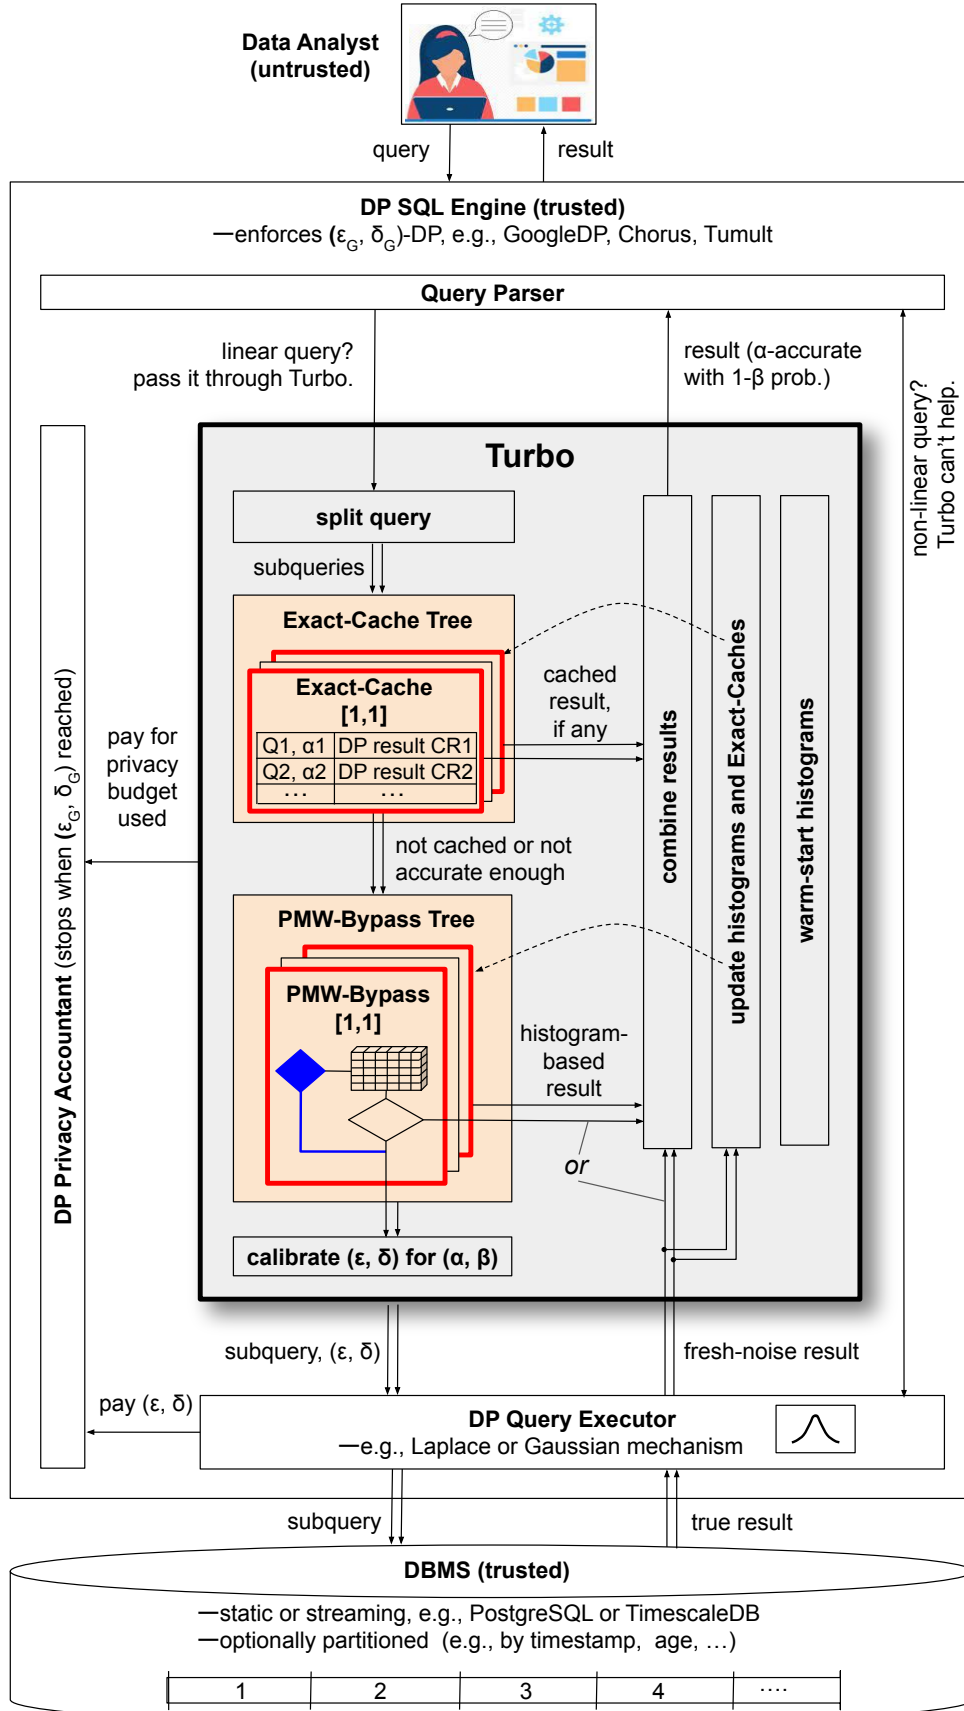 Data Analyst
(untrusted)
query
result
DP SQL Engine (trusted)
—enforces (εG, δG)-DP, e.g., GoogleDP, Chorus, Tumult
Query Parser
linear query?
pass it through Turbo.
result (α-accurate
with 1-β prob.)
non-linear query?
Turbo can't help.
Turbo
split query
subqueries
Exact-Cache Tree
Exact-Cache
[1,1]
Q1, α1 DP result CR1
Q2, α2 DP result CR2
... ...
cached
result,
if any
not cached or not
accurate enough
PMW-Bypass Tree
PMW-Bypass
[1,1]
histogram-
based
result
or
calibrate (ε, δ) for (α, β)
combine results
update histograms and Exact-Caches
warm-start histograms
DP Privacy Accountant (stops when (εG, δG) reached)
pay for
privacy
budget
used
subquery, (ε, δ)
fresh-noise result
pay (ε, δ)
DP Query Executor
—e.g., Laplace or Gaussian mechanism
subquery
true result
DBMS (trusted)
—static or streaming, e.g., PostgreSQL or TimescaleDB
—optionally partitioned (e.g., by timestamp, age, ...)
1 2 3 4 ....